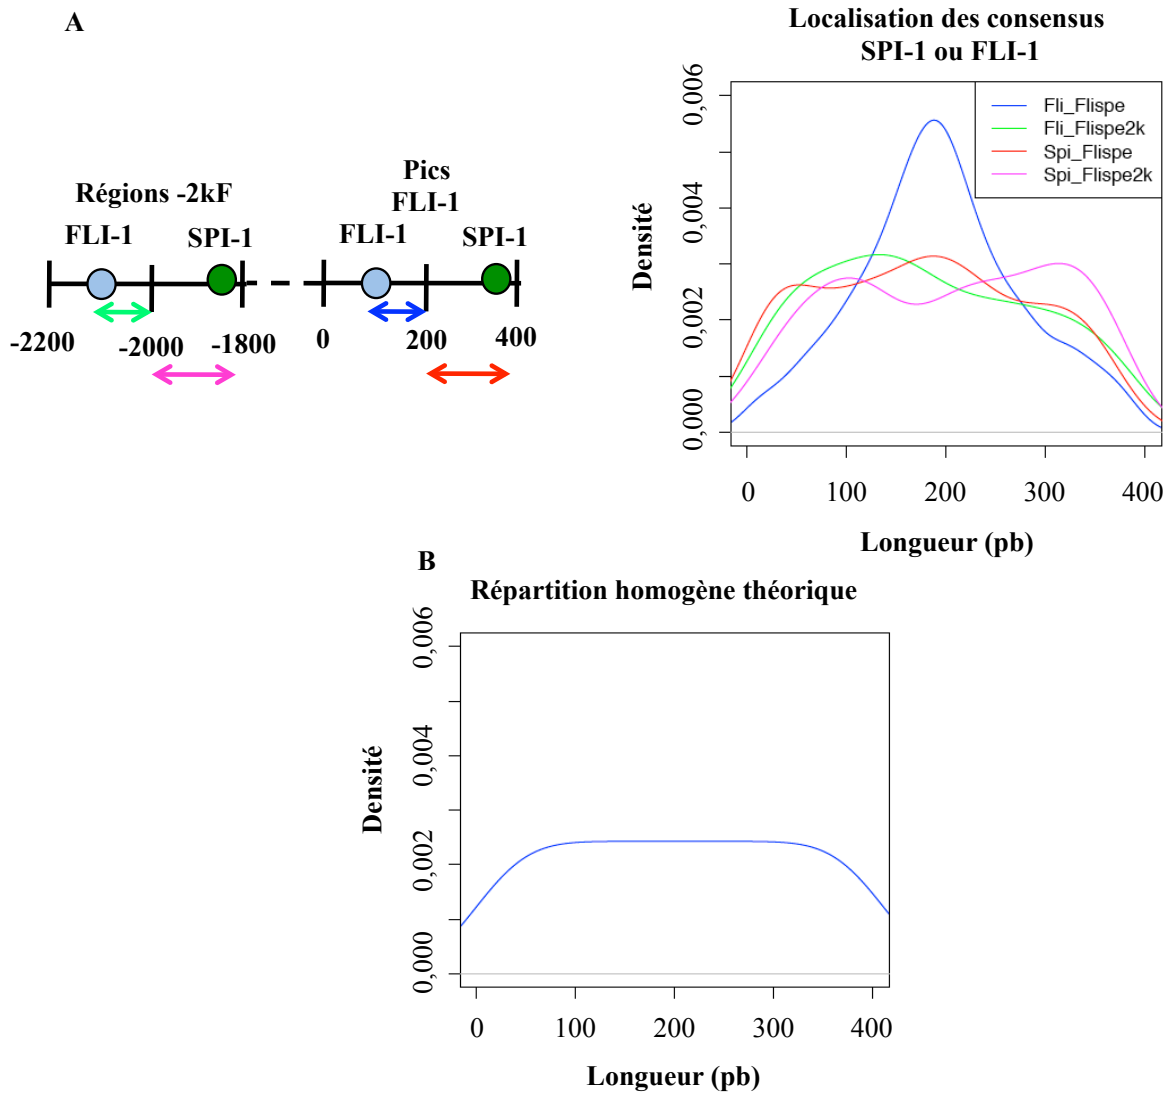 A
Régions -2kF
FLI-1
SPI-1
Pics
FLI-1
FLI-1
SPI-1
-2200
-2000
-1800
0
200
400
Localisation des consensus
SPI-1 ou FLI-1
Fli_Flispe
Fli_Flispe2k
Spi_Flispe
Spi_Flispe2k
Densité
0,006
0,004
0,002
0,000
0
100
200
300
400
Longueur (pb)
B
Répartition homogène théorique
Densité
0,006
0,004
0,002
0,000
0
100
200
300
400
Longueur (pb)